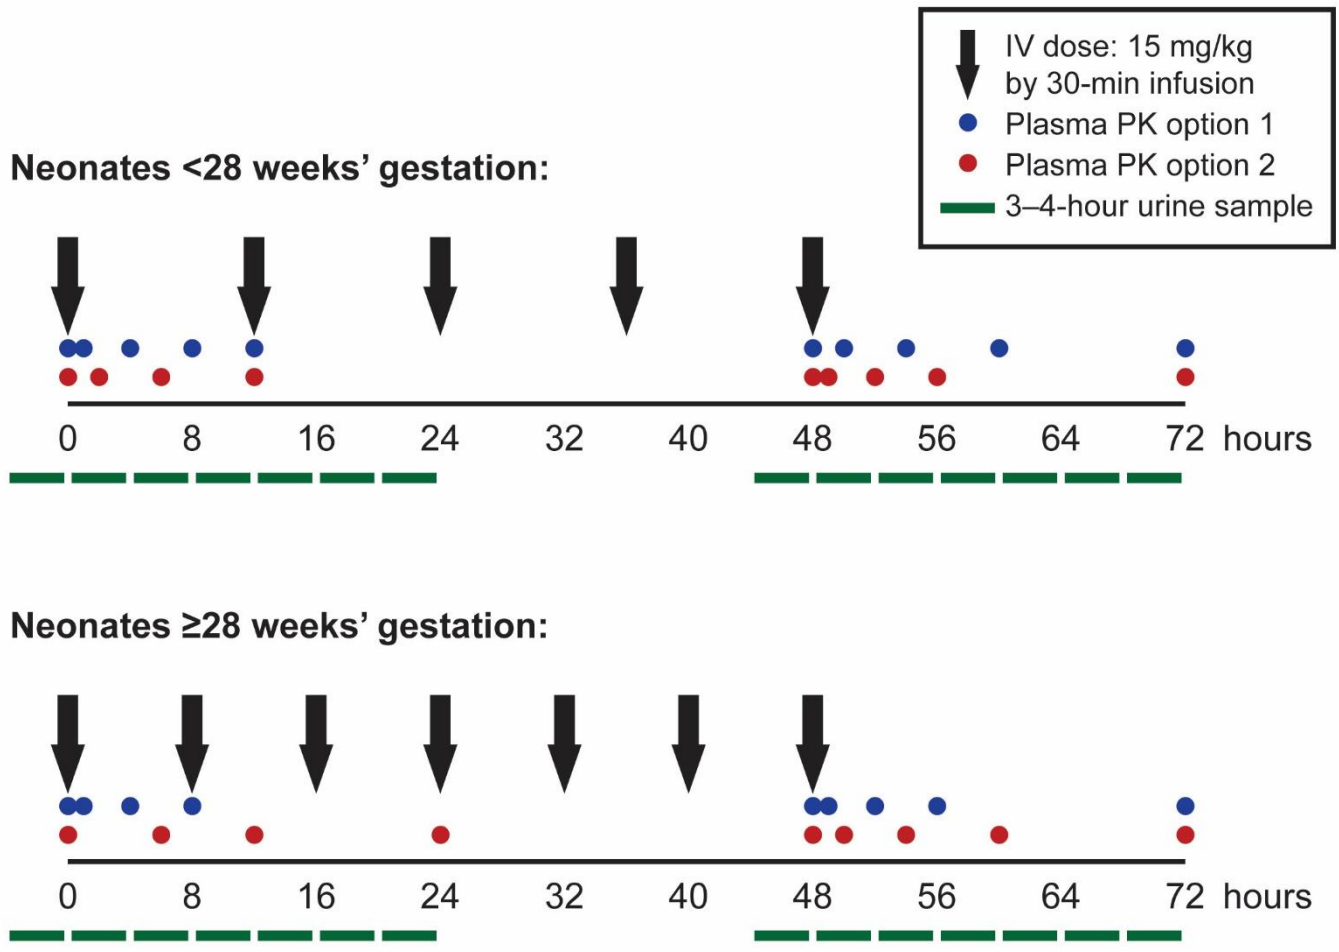 IV dose: 15 mg/kg
by 30-min infusion
Plasma PK option 1
Plasma PK option 2
3–4-hour urine sample
Neonates <28 weeks’ gestation:
0 8 16 24 32 40 48 56 64 72 hours
Neonates ≥28 weeks’ gestation:
0 8 16 24 32 40 48 56 64 72 hours